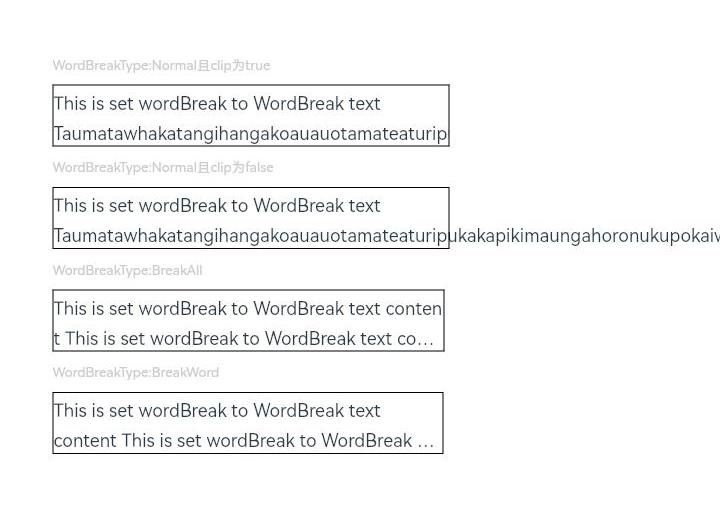 WordBreakType:Normal且clip为true
This is set wordBreak to WordBreak text
Taumatawhakatangihangakoauauotamateaturip
WordBreakType:Normal且clip为false
This is set wordBreak to WordBreak text
Taumatawhakatangihangakoauauotamateaturipukakapikimaungahoronukupokaiw
WordBreakType:BreakAll
This is set wordBreak to WordBreak text conten
t This is set wordBreak to WordBreak text co...
WordBreakType:BreakWord
This is set wordBreak to WordBreak text
content This is set wordBreak to WordBreak ...